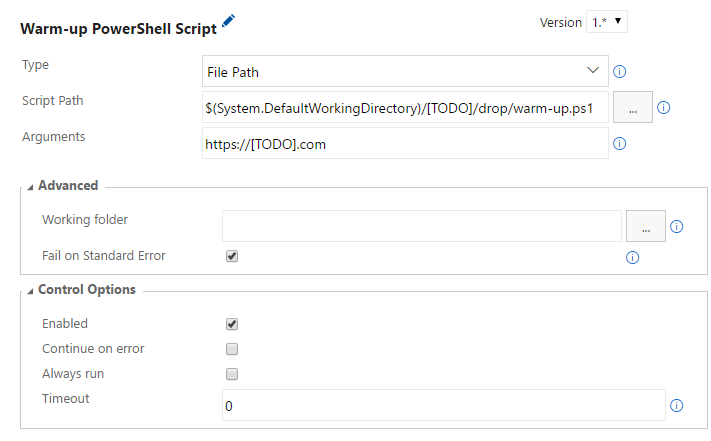 Warm-up PowerShell Script
Version 1.*
Type File Path
Script Path $(System.DefaultWorkingDirectory)/[TODO]/drop/warm-up.ps1 ...
Arguments https://[TODO].com
Advanced
Working folder ...
Fail on Standard Error
Control Options
Enabled
Continue on error
Always run
Timeout 0